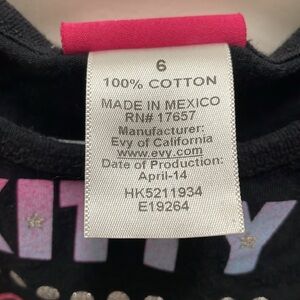 6
100% COTTON
MADE IN MEXICO
RN# 17657
Manufacturer:
Evy of California
www.evy.com
Date of Production:
April-14
HK5211934
E19264
KITTY